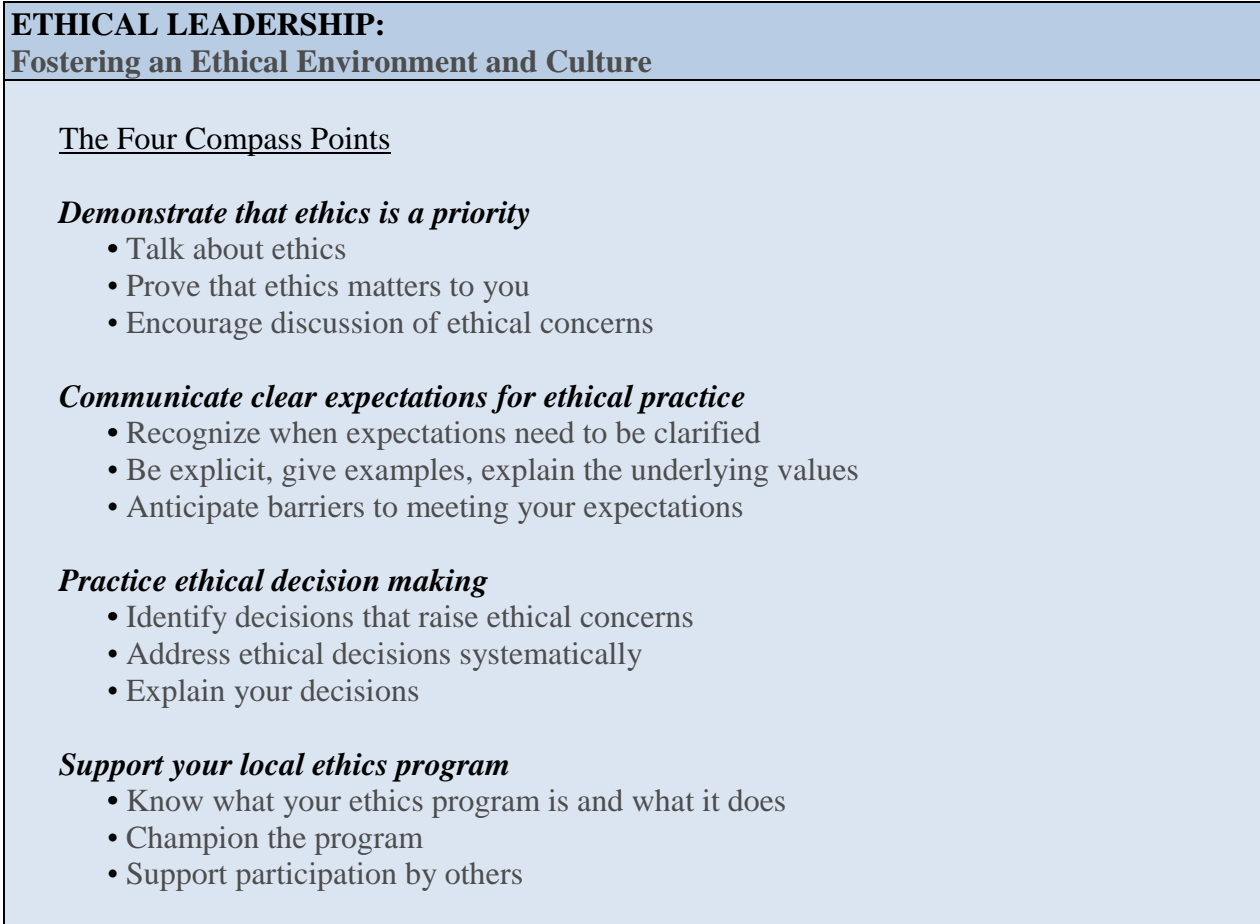 ETHICAL LEADERSHIP:
Fostering an Ethical Environment and Culture
The Four Compass Points
Demonstrate that ethics is a priority
• Talk about ethics
• Prove that ethics matters to you
• Encourage discussion of ethical concerns
Communicate clear expectations for ethical practice
• Recognize when expectations need to be clarified
• Be explicit, give examples, explain the underlying values
• Anticipate barriers to meeting your expectations
Practice ethical decision making
• Identify decisions that raise ethical concerns
• Address ethical decisions systematically
• Explain your decisions
Support your local ethics program
• Know what your ethics program is and what it does
• Champion the program
• Support participation by others